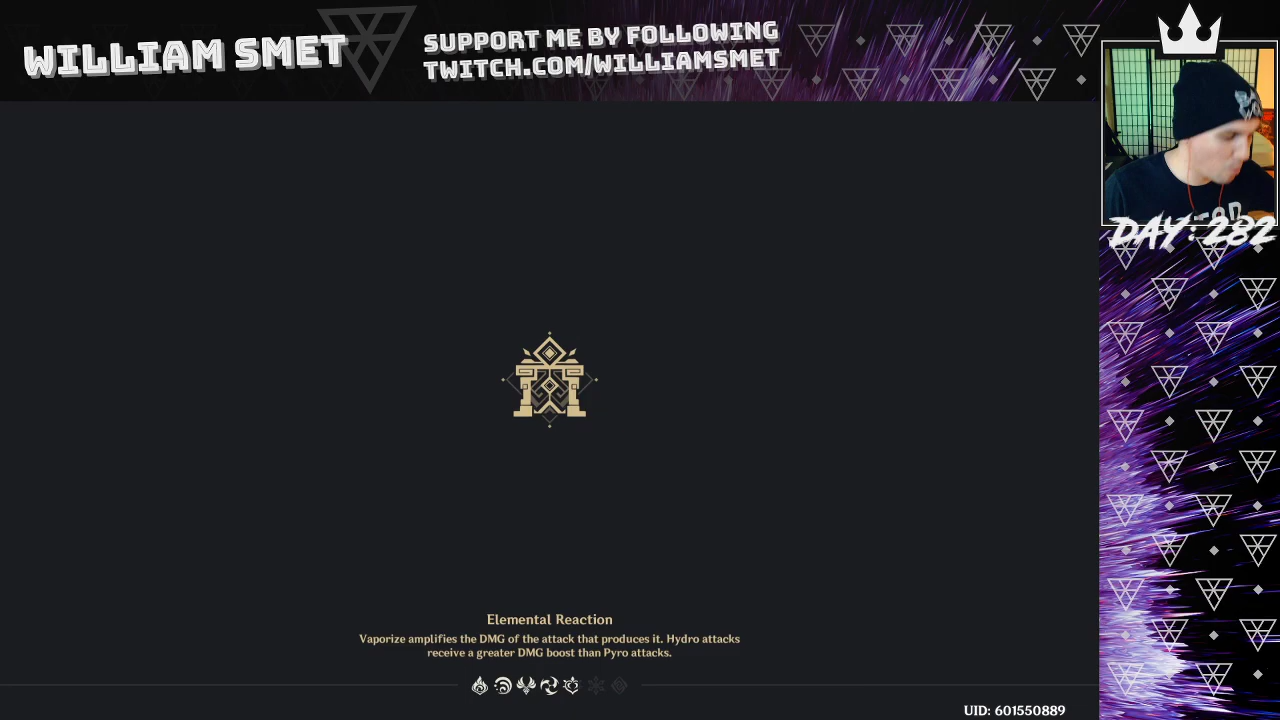 WILLIAM SMET
SUPPORT ME BY FOLLOWING
TWITCH.COM/WILLIAMSMET
DAY: 282
Elemental Reaction
Vaporize amplifies the DMG of the attack that produces it. Hydro attacks
receive a greater DMG boost than Pyro attacks.
UID: 601550889